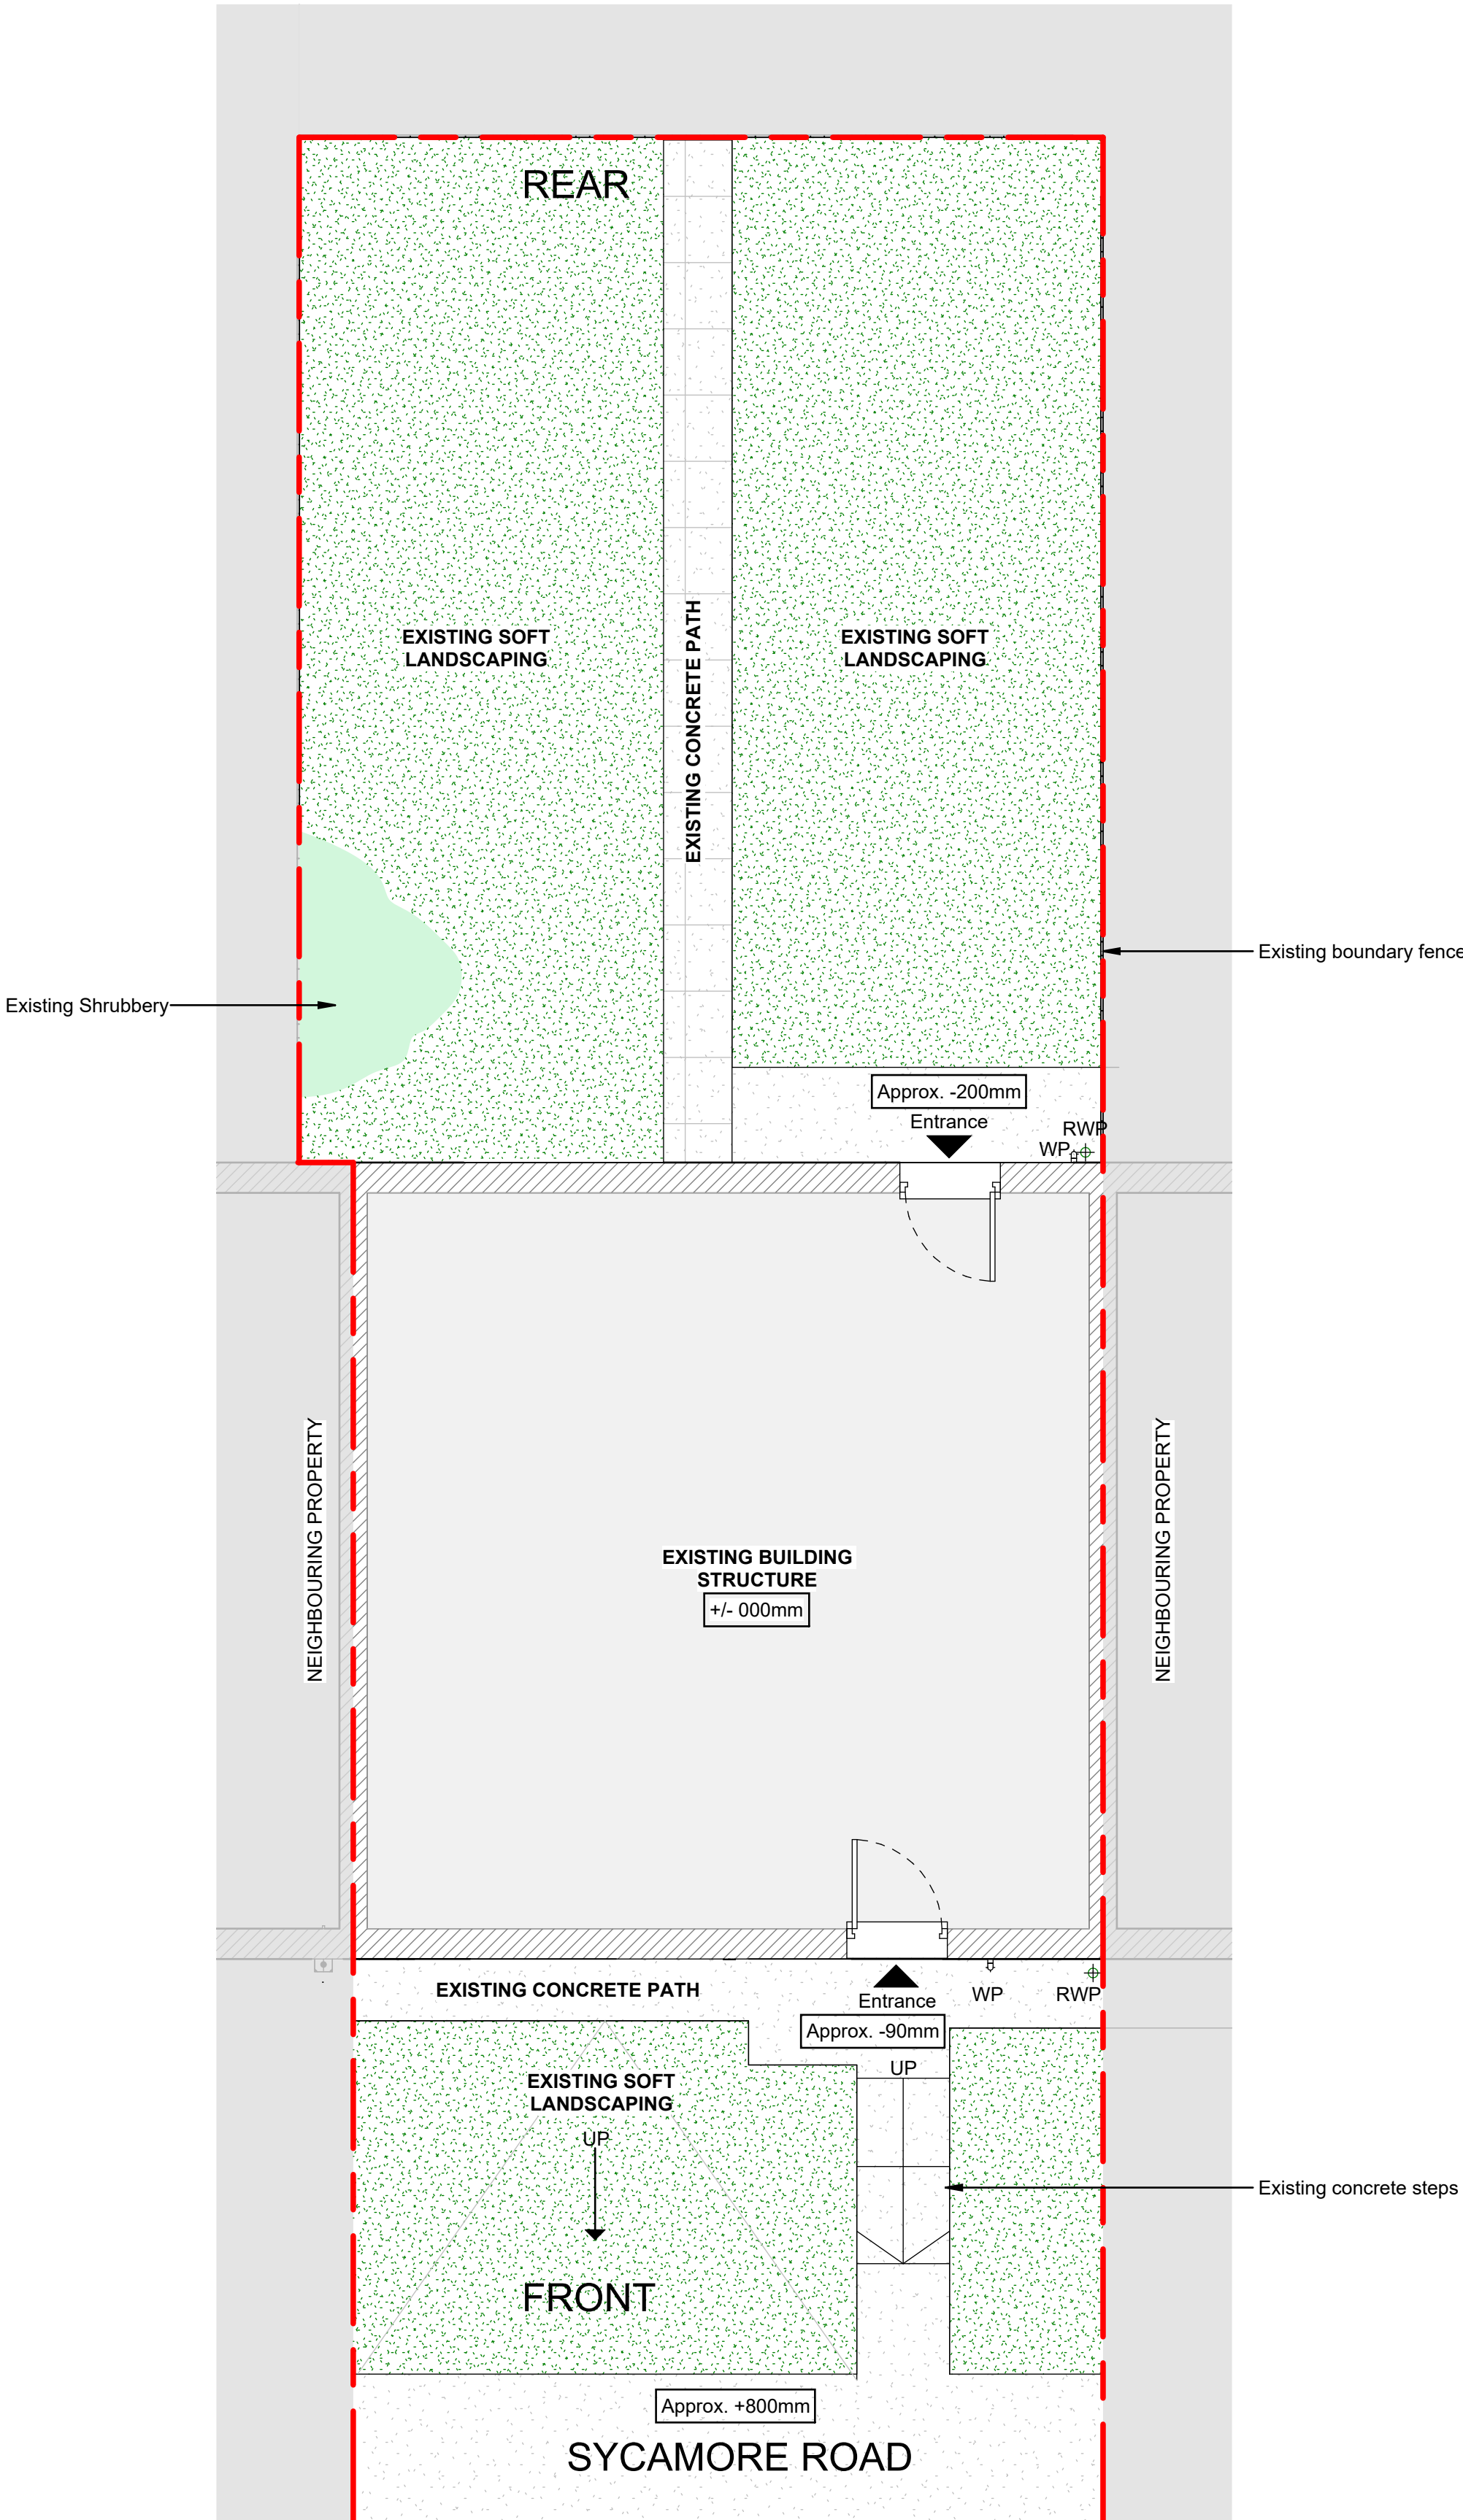 REAR
EXISTING SOFT
LANDSCAPING
EXISTING CONCRETE PATH
EXISTING SOFT
LANDSCAPING
Existing boundary fence
Existing Shrubbery
Approx. -200mm
Entrance
RWP
WP
NEIGHBOURING PROPERTY
EXISTING BUILDING
STRUCTURE
+/- 000mm
NEIGHBOURING PROPERTY
EXISTING CONCRETE PATH
Entrance
WP
RWP
Approx. -90mm
UP
EXISTING SOFT
LANDSCAPING
UP
Existing concrete steps
FRONT
Approx. +800mm
SYCAMORE ROAD